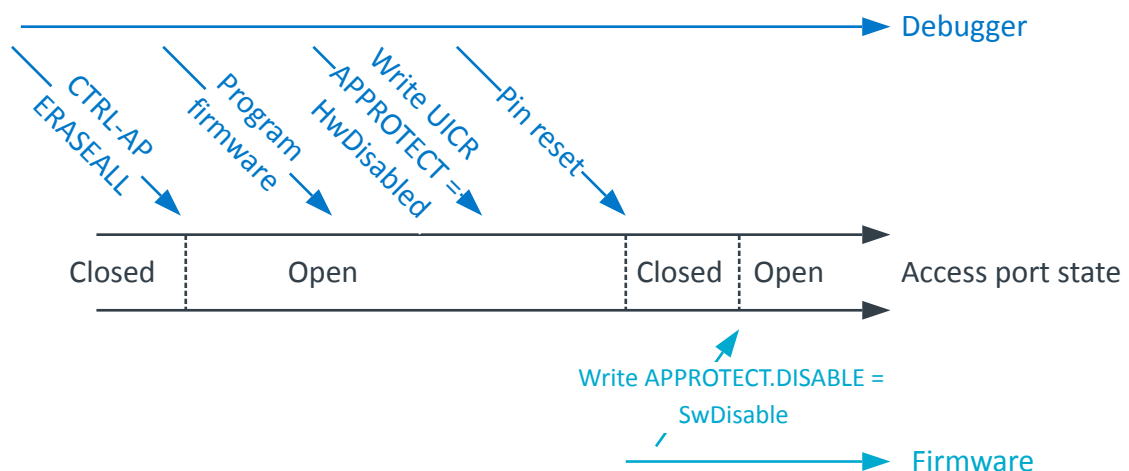 Debugger
CTRL-AP
ERASEALL
Program
firmware
Write UICR
APPROTECT =
HwDisabled
Pin reset
Closed
Open
Closed
Open
Access port state
Write APPROTECT.DISABLE =
SwDisable
Firmware